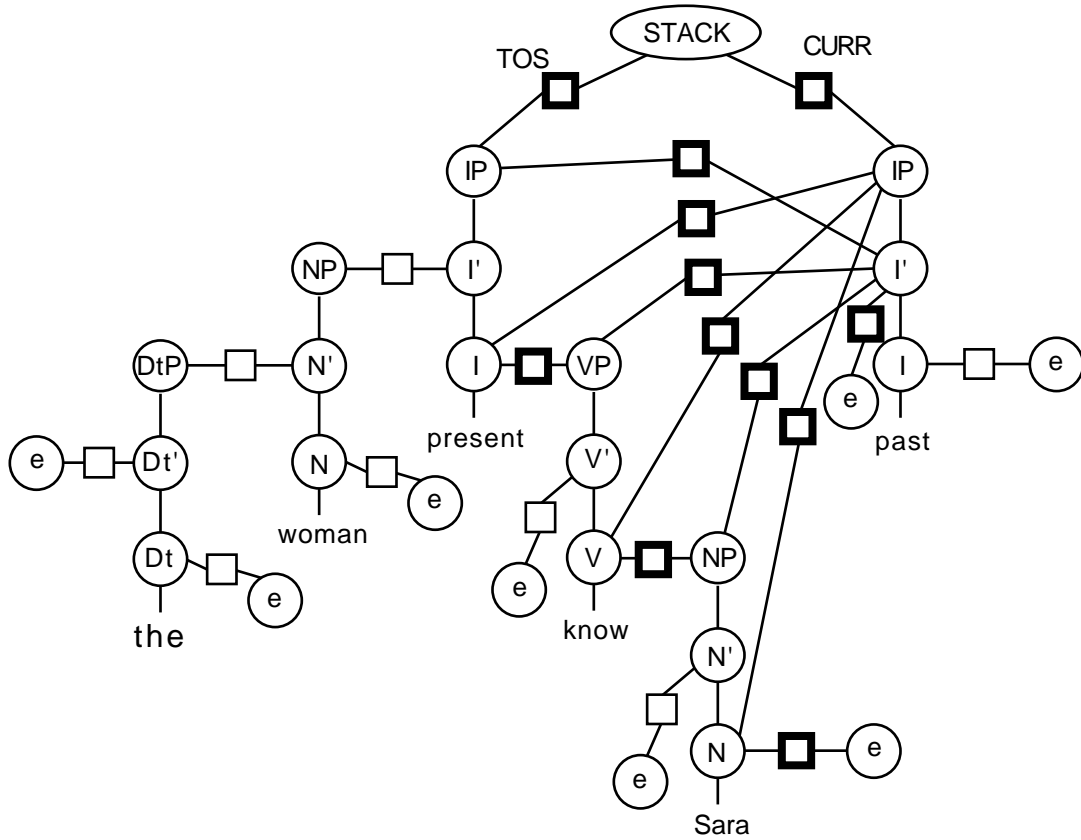 STACK
TOS
CURR
IP
IP
NP
I'
I'
DtP
N'
I
VP
I
e
e
present
past
e
Dt'
N
V'
e
woman
Dt
V
NP
e
e
the
know
N'
N
e
e
Sara